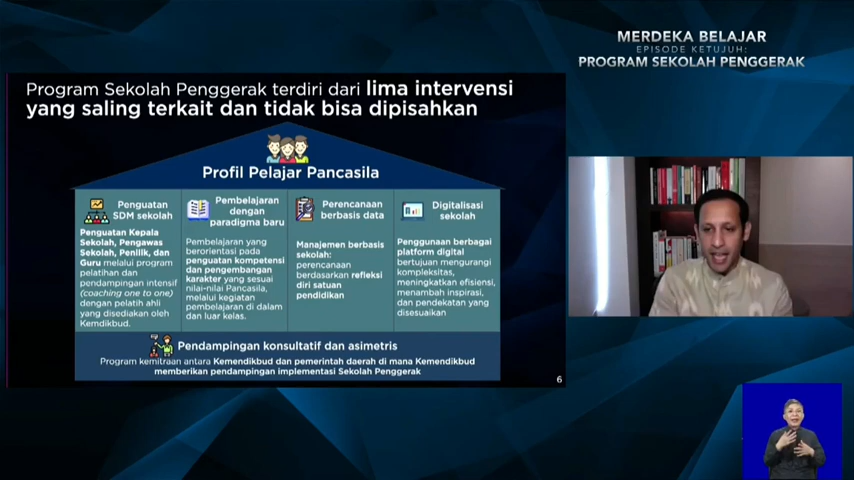 MERDEKA BELAJAR
EPISODE KETUJUH:
PROGRAM SEKOLAH PENGGERAK
Program Sekolah Penggerak terdiri dari lima intervensi
yang saling terkait dan tidak bisa dipisahkan
Profil Pelajar Pancasila
Penguatan
SDM sekolah
Penguatan Kepala
Sekolah, Pengawas
Sekolah, Penilik, dan
Guru melalui program
pelatihan dan
pendampingan intensif
(coaching one to one)
dengan pelatih ahli
yang disediakan oleh
Kemdikbud.
Pembelajaran
dengan
paradigma baru
Pembelajaran yang
berorientasi pada
penguatan kompetensi
dan pengembangan
karakter yang sesuai
nilai-nilai Pancasila,
melalui kegiatan
pembelajaran di dalam
dan luar kelas.
Perencanaan
berbasis data
Manajemen berbasis
sekolah:
perencanaan
berdasarkan refleksi
diri satuan
pendidikan
Digitalisasi
sekolah
Penggunaan berbagai
platform digital
bertujuan mengurangi
kompleksitas,
meningkatkan efisiensi,
menambah inspirasi,
dan pendekatan yang
disesuaikan
Pendampingan konsultatif dan asimetris
Program kemitraan antara Kemendikbud dan pemerintah daerah di mana Kemendikbud
memberikan pendampingan implementasi Sekolah Penggerak
6